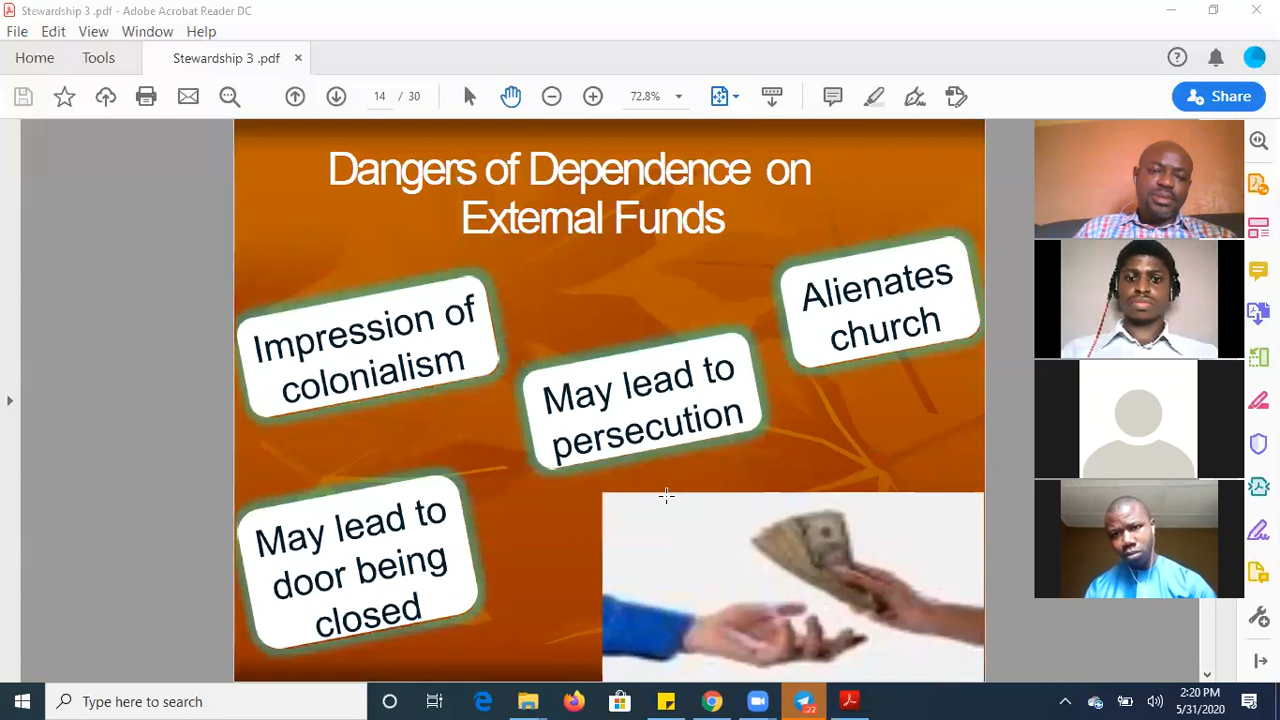 Stewardship 3 .pdf - Adobe Acrobat Reader DC
File Edit View Window Help
Home Tools Stewardship 3 .pdf ×
14 / 30 72.8% Share
Dangers of Dependence on
External Funds
Alienates
church
Impression of
colonialism
May lead to
persecution
May lead to
door being
closed
Type here to search
22
2:20 PM
5/31/2020